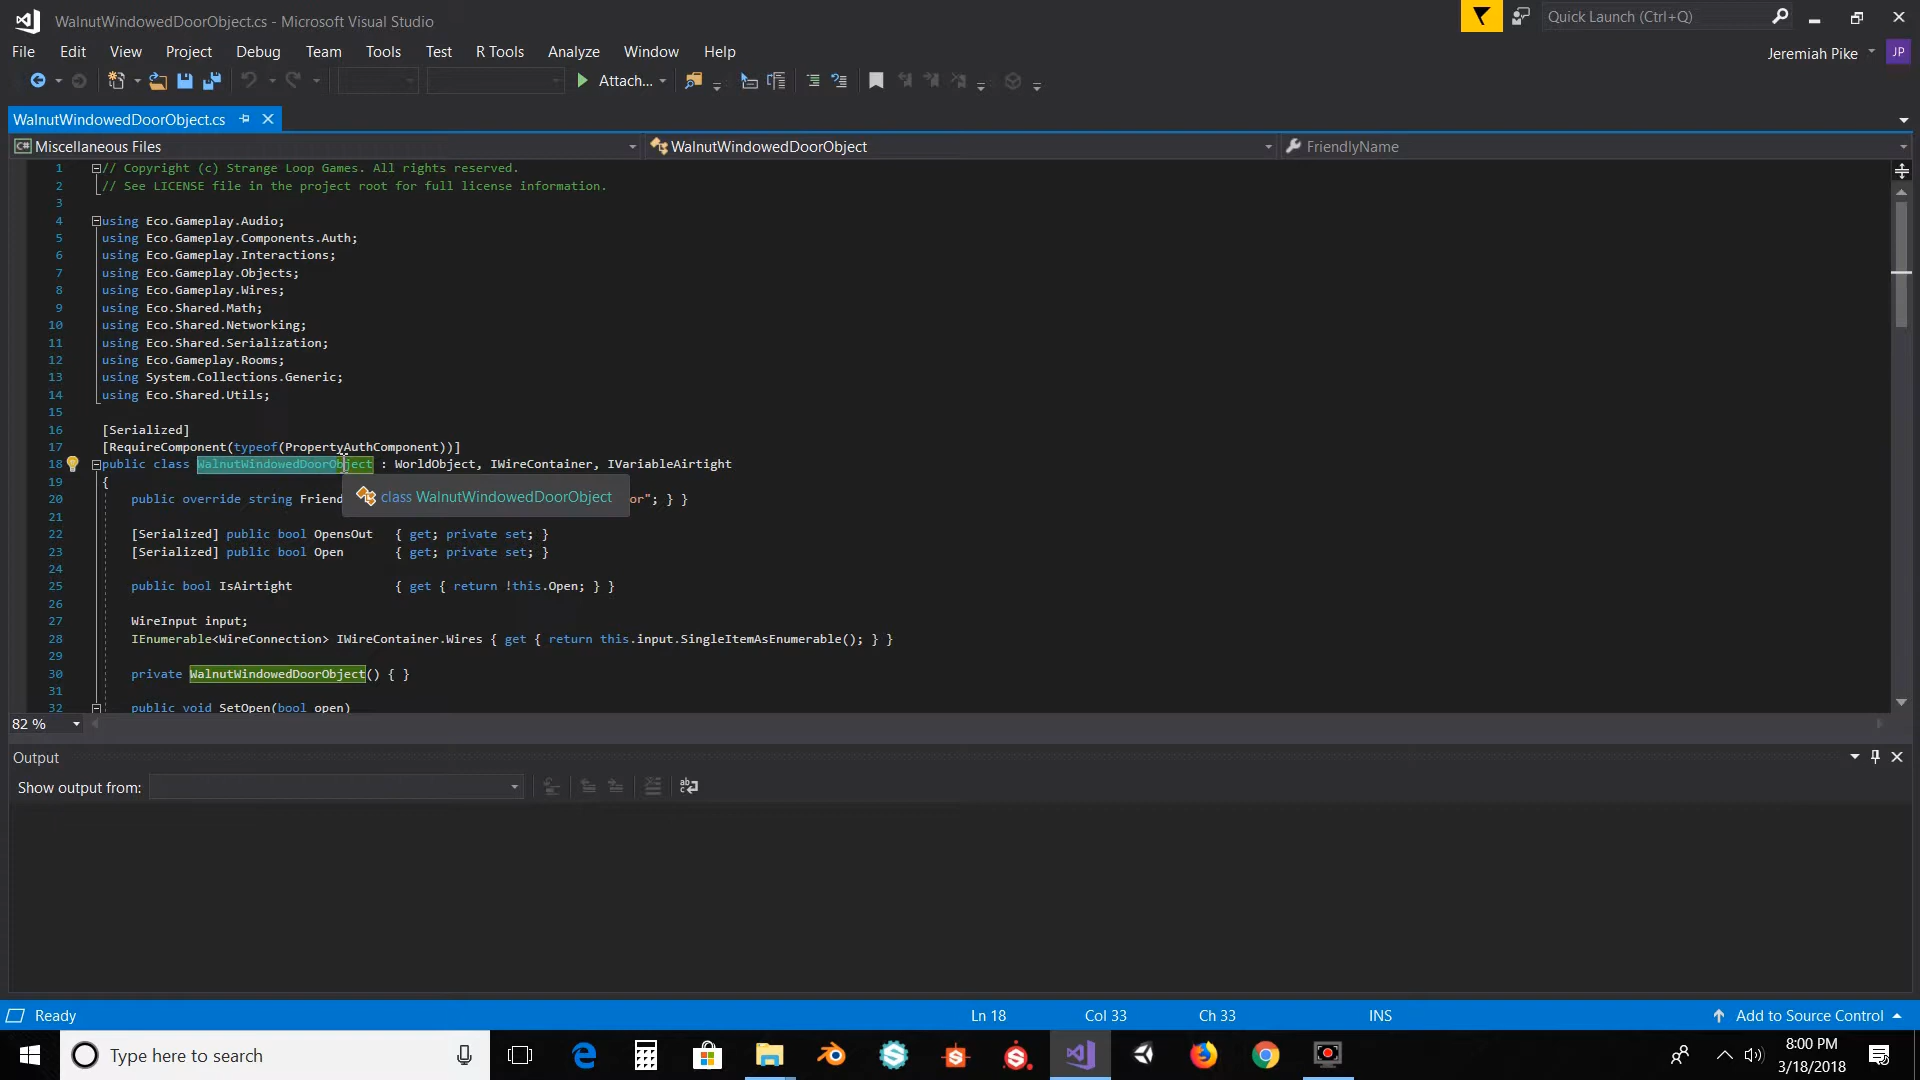 WalnutWindowedDoorObject.cs - Microsoft Visual Studio
Quick Launch (Ctrl+Q)
File Edit View Project Debug Team Tools Test R Tools Analyze Window Help
Jeremiah Pike JP
Attach...
WalnutWindowedDoorObject.cs
C# Miscellaneous Files
WalnutWindowedDoorObject
FriendlyName
1 // Copyright (c) Strange Loop Games. All rights reserved.
2 // See LICENSE file in the project root for full license information.
3
4 using Eco.Gameplay.Audio;
5 using Eco.Gameplay.Components.Auth;
6 using Eco.Gameplay.Interactions;
7 using Eco.Gameplay.Objects;
8 using Eco.Gameplay.Wires;
9 using Eco.Shared.Math;
10 using Eco.Shared.Networking;
11 using Eco.Shared.Serialization;
12 using Eco.Gameplay.Rooms;
13 using System.Collections.Generic;
14 using Eco.Shared.Utils;
15
16 [Serialized]
17 [RequireComponent(typeof(PropertyAuthComponent))]
18 public class WalnutWindowedDoorObject : WorldObject, IWireContainer, IVariableAirtight
19 {
class WalnutWindowedDoorObject
20 public override string Friend or"; } }
21
22 [Serialized] public bool OpensOut { get; private set; }
23 [Serialized] public bool Open { get; private set; }
24
25 public bool IsAirtight { get { return !this.Open; } }
26
27 WireInput input;
28 IEnumerable<WireConnection> IWireContainer.Wires { get { return this.input.SingleItemAsEnumerable(); } }
29
30 private WalnutWindowedDoorObject() { }
31
32 public void SetOpen(bool open)
82 %
Output
Show output from:
Ready
Ln 18
Col 33
Ch 33
INS
Add to Source Control
Type here to search
8:00 PM
3/18/2018